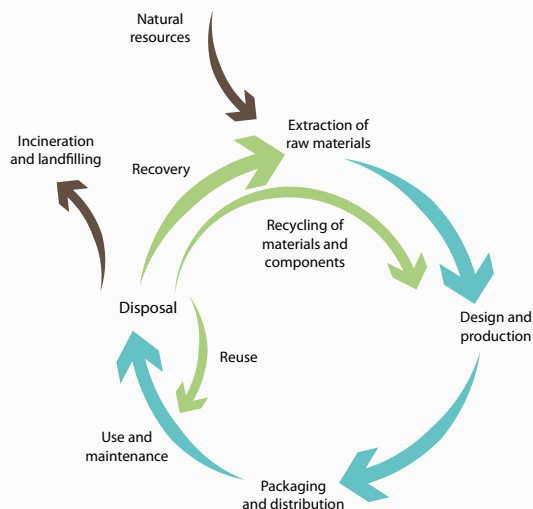 Natural
resources
Extraction of
raw materials
Incineration
and landfilling
Recovery
Recycling of
materials and
components
Disposal
Design and
production
Reuse
Use and
maintenance
Packaging
and distribution